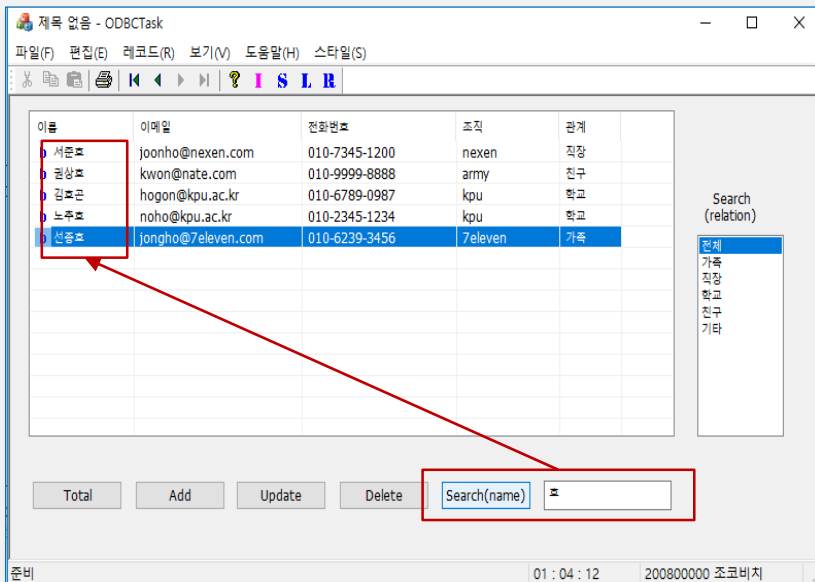 제목 없음 - ODBCTask
파일(F) 편집(E) 레코드(R) 보기(V) 도움말(H) 스타일(S)
? I S L R
이름 이메일 전화번호 조직 관계
b 서준호 joonho@nexen.com 010-7345-1200 nexen 직장
b 권상호 kwon@nate.com 010-9999-8888 army 친구
b 김호곤 hogon@kpu.ac.kr 010-6789-0987 kpu 학교
b 노주호 noho@kpu.ac.kr 010-2345-1234 kpu 학교
b 선종호 jongho@7eleven.com 010-6239-3456 7eleven 가족
Search
(relation)
전체
가족
직장
학교
친구
기타
Total Add Update Delete Search(name) 호
준비 01 : 04 : 12 200800000 조코비치